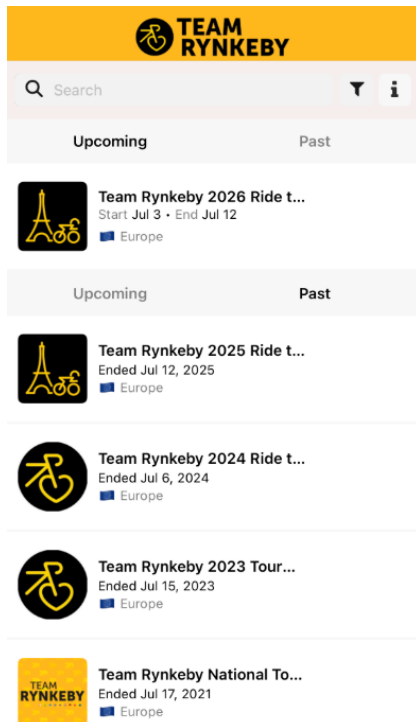 TEAM
RYNKEBY
Search
Upcoming Past
Team Rynkeby 2026 Ride t...
Start Jul 3 • End Jul 12
Europe
Upcoming Past
Team Rynkeby 2025 Ride t...
Ended Jul 12, 2025
Europe
Team Rynkeby 2024 Ride t...
Ended Jul 6, 2024
Europe
Team Rynkeby 2023 Tour...
Ended Jul 15, 2023
Europe
TEAM
RYNKEBY
Team Rynkeby National To...
Ended Jul 17, 2021
Europe